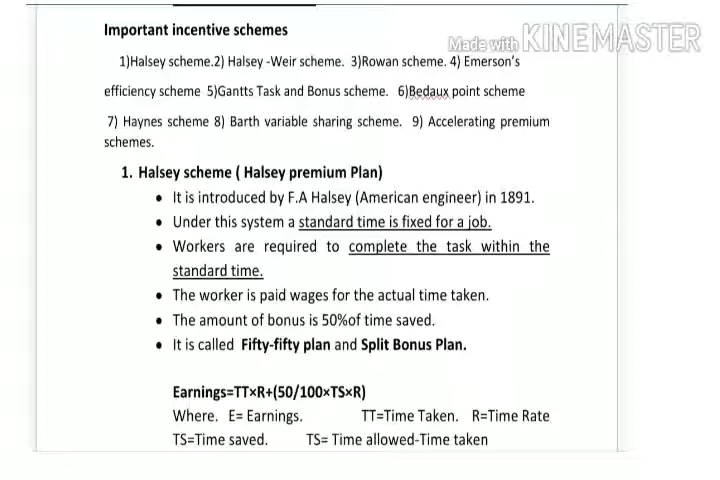 Important incentive schemes
Made with KINEMASTER
1)Halsey scheme.2) Halsey -Weir scheme. 3)Rowan scheme. 4) Emerson's
efficiency scheme 5)Gantts Task and Bonus scheme. 6)Bedaux point scheme
7) Haynes scheme 8) Barth variable sharing scheme. 9) Accelerating premium
schemes.
1. Halsey scheme ( Halsey premium Plan)
• It is introduced by F.A Halsey (American engineer) in 1891.
• Under this system a standard time is fixed for a job.
• Workers are required to complete the task within the
standard time.
• The worker is paid wages for the actual time taken.
• The amount of bonus is 50%of time saved.
• It is called Fifty-fifty plan and Split Bonus Plan.
Earnings=TT×R+(50/100×TS×R)
Where. E= Earnings. TT=Time Taken. R=Time Rate
TS=Time saved. TS= Time allowed-Time taken